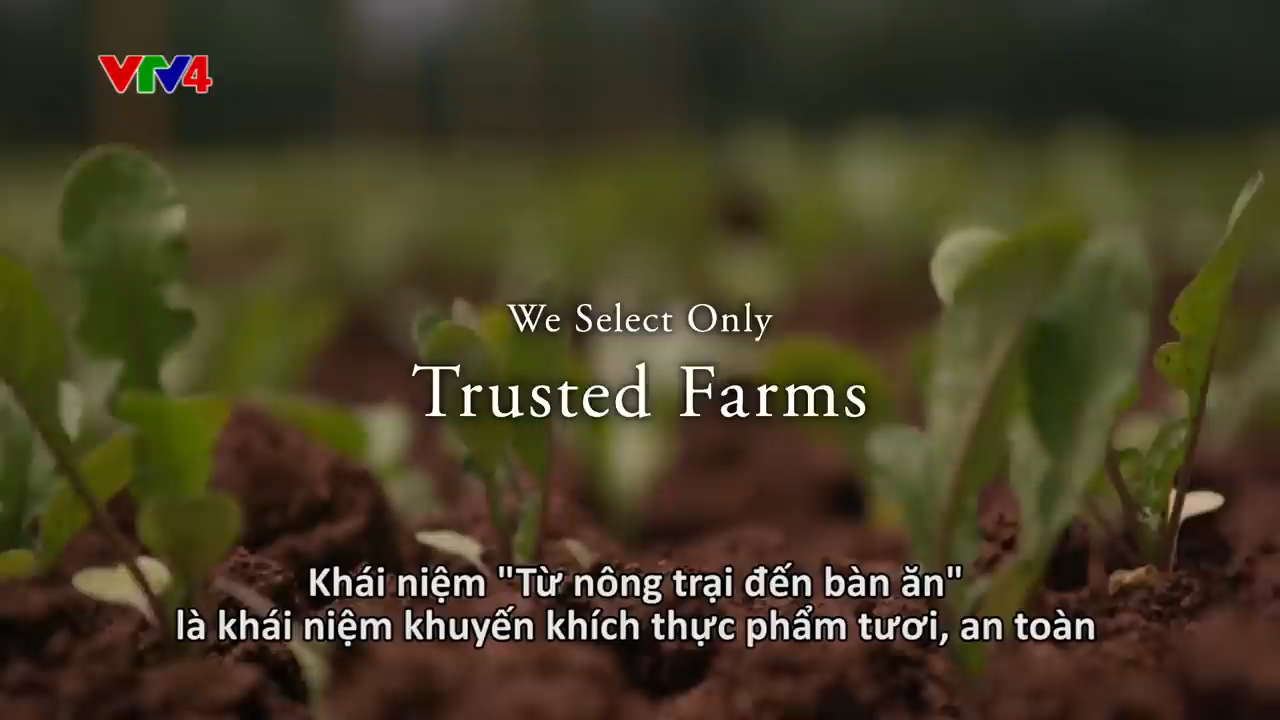 VTV4
We Select Only
Trusted Farms
Khái niệm "Từ nông trại đến bàn ăn"
là khái niệm khuyến khích thực phẩm tươi, an toàn